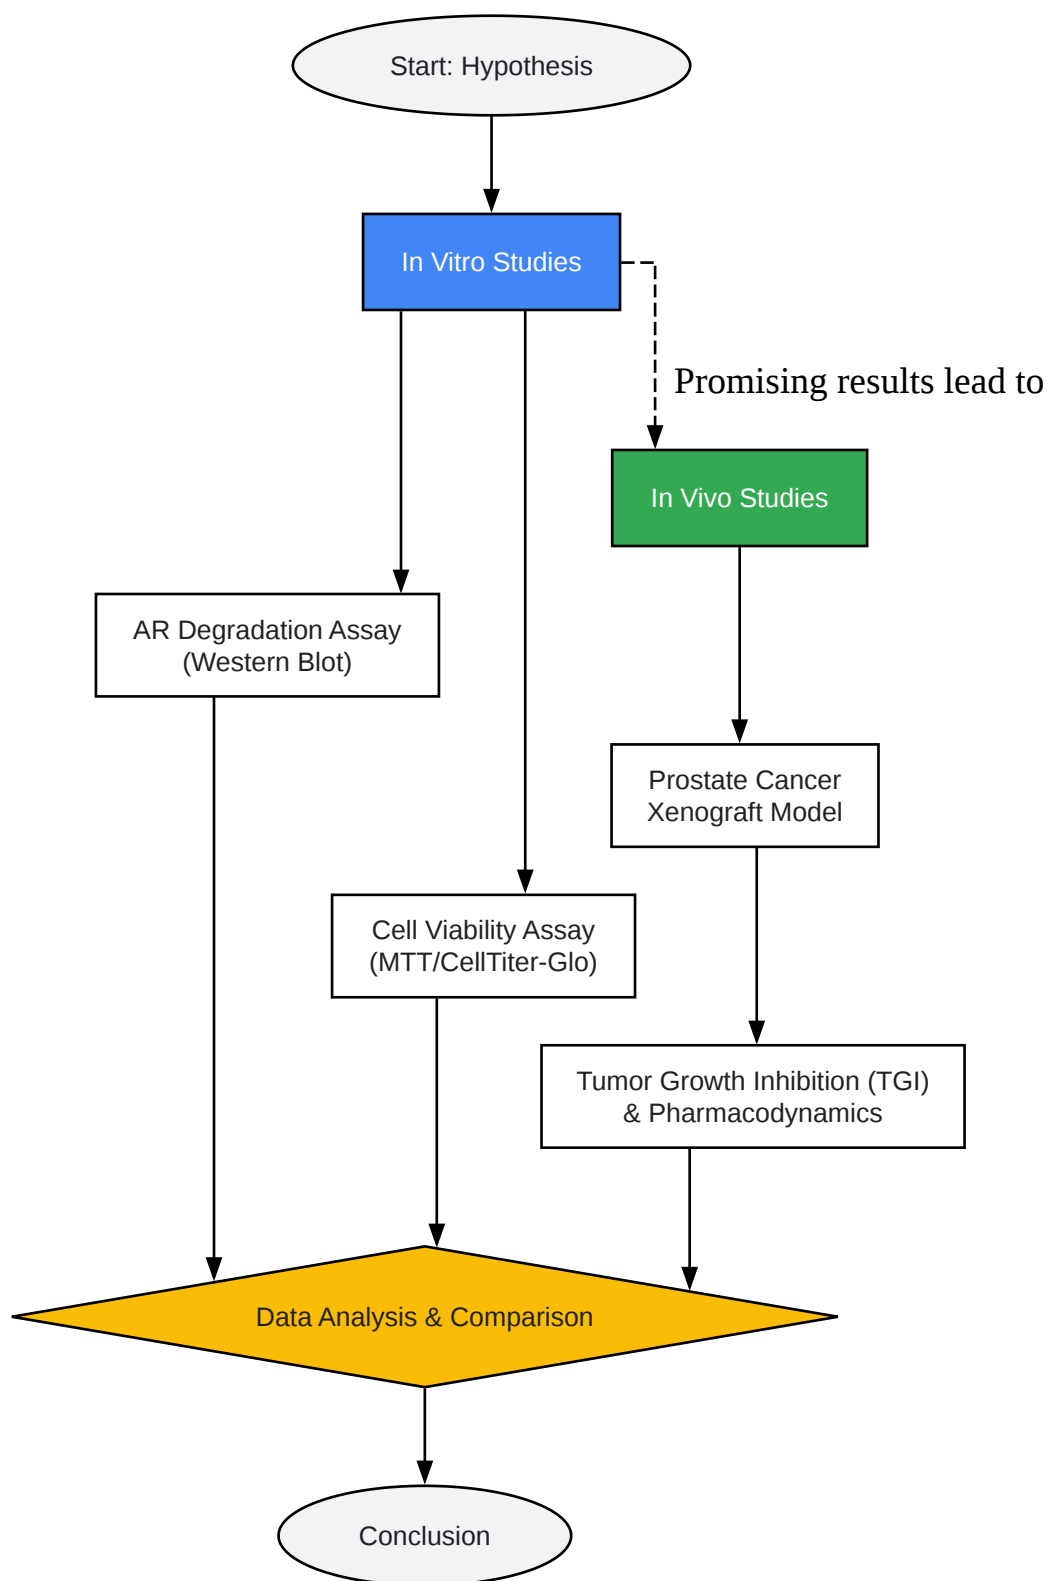 Start: Hypothesis
In Vitro Studies
Promising results lead to
In Vivo Studies
AR Degradation Assay
(Western Blot)
Prostate Cancer
Xenograft Model
Cell Viability Assay
(MTT/CellTiter-Glo)
Tumor Growth Inhibition (TGI)
& Pharmacodynamics
Data Analysis & Comparison
Conclusion